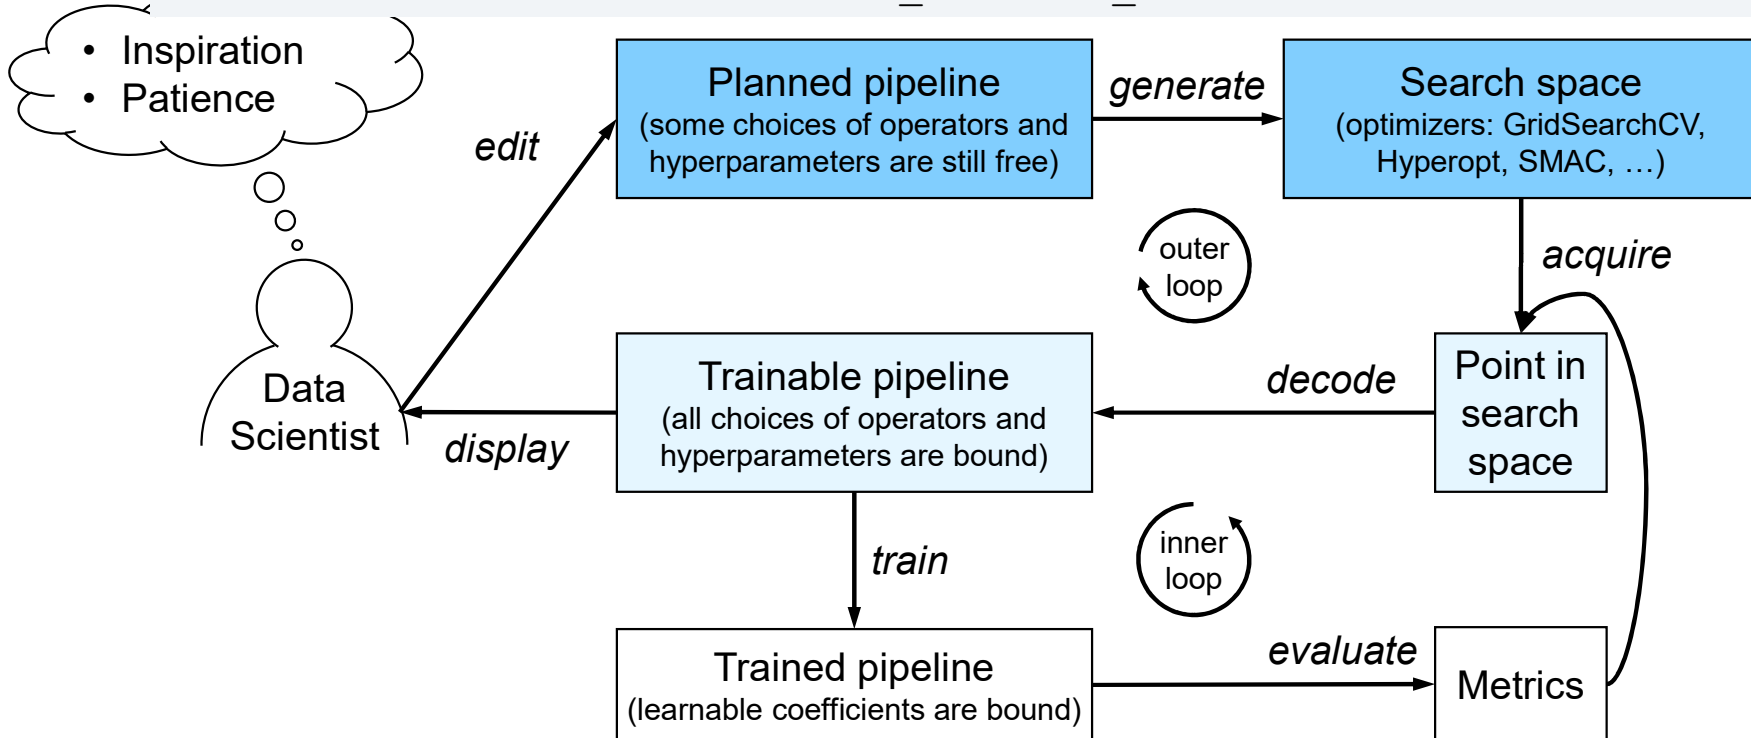 • Inspiration
• Patience
edit
Planned pipeline
(some choices of operators and
hyperparameters are still free)
generate
Search space
(optimizers: GridSearchCV,
Hyperopt, SMAC, …)
outer
loop
acquire
Data
Scientist
display
Trainable pipeline
(all choices of operators and
hyperparameters are bound)
decode
Point in
search
space
train
inner
loop
Trained pipeline
(learnable coefficients are bound)
evaluate
Metrics